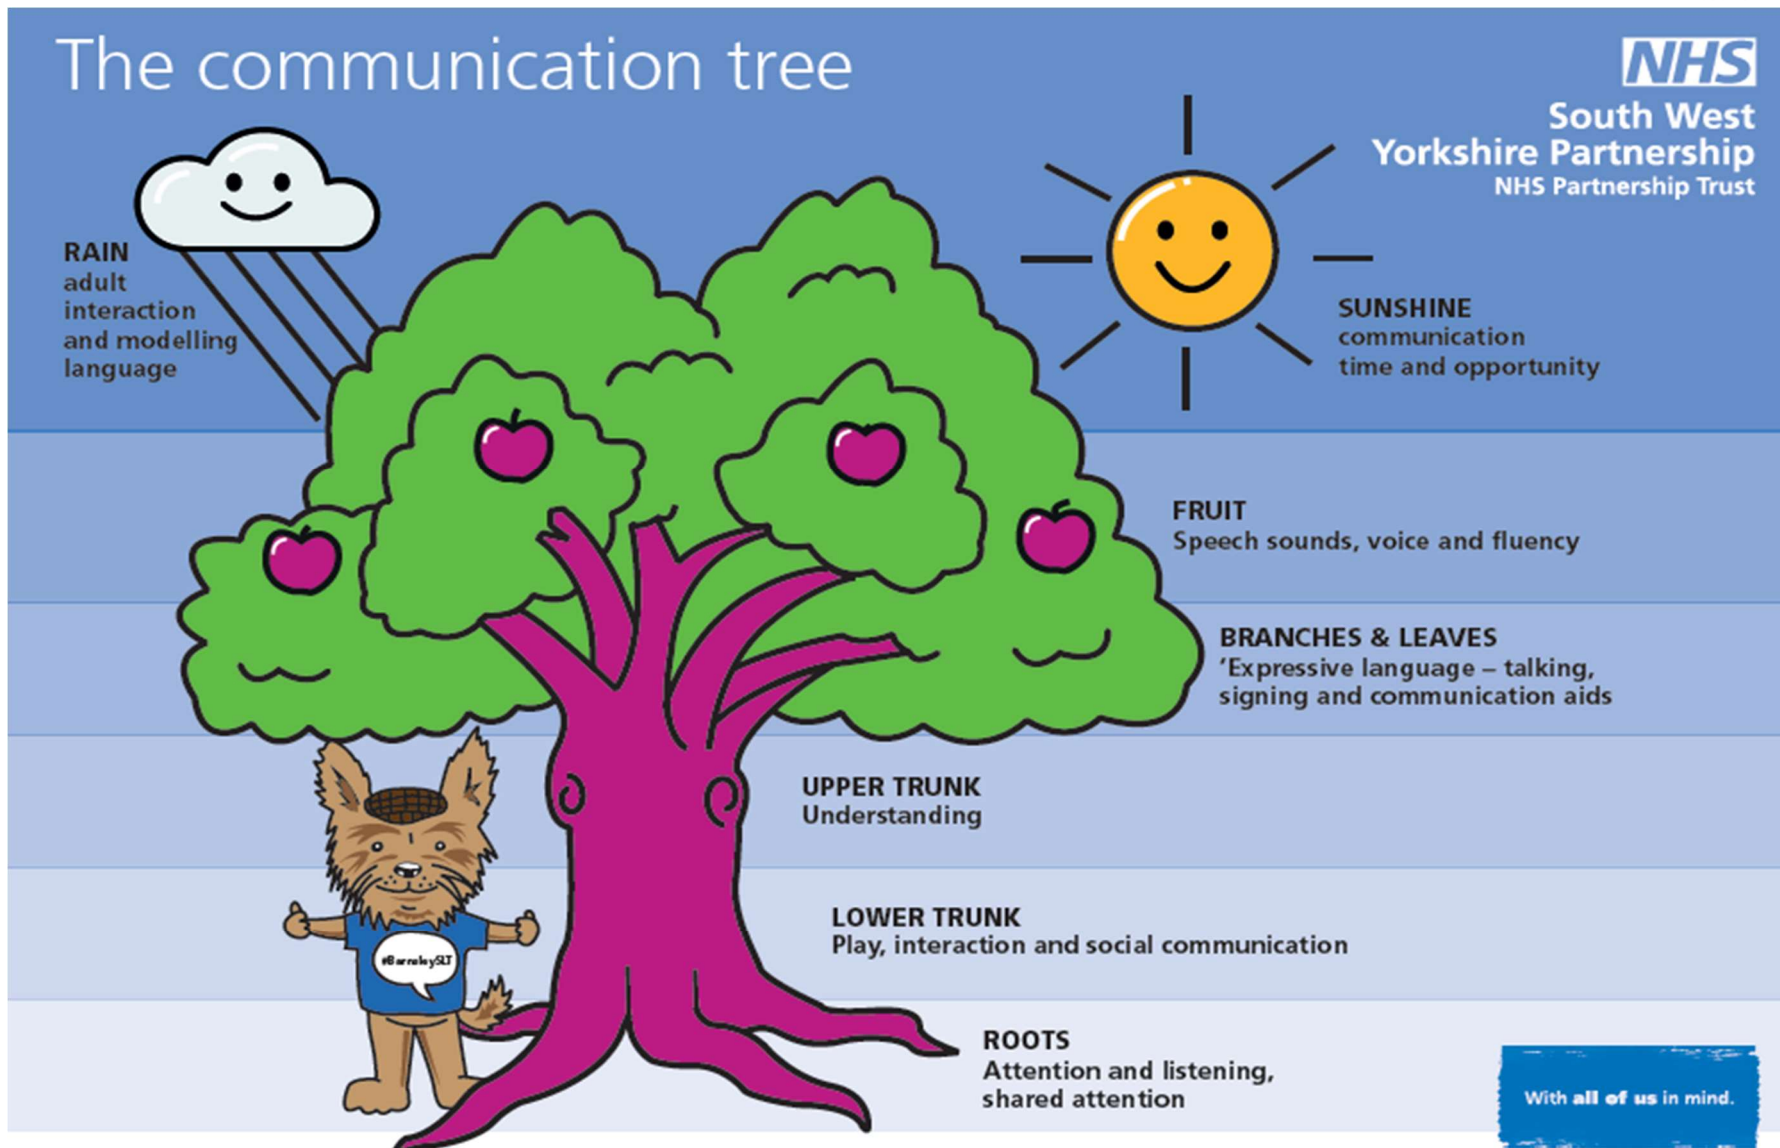 The communication tree
NHS
South West
Yorkshire Partnership
NHS Partnership Trust
RAIN
adult
interaction
and modelling
language
SUNSHINE
communication
time and opportunity
FRUIT
Speech sounds, voice and fluency
BRANCHES & LEAVES
‘Expressive language – talking,
signing and communication aids
UPPER TRUNK
Understanding
LOWER TRUNK
Play, interaction and social communication
#BarnsleySLT
ROOTS
Attention and listening,
shared attention
With all of us in mind.